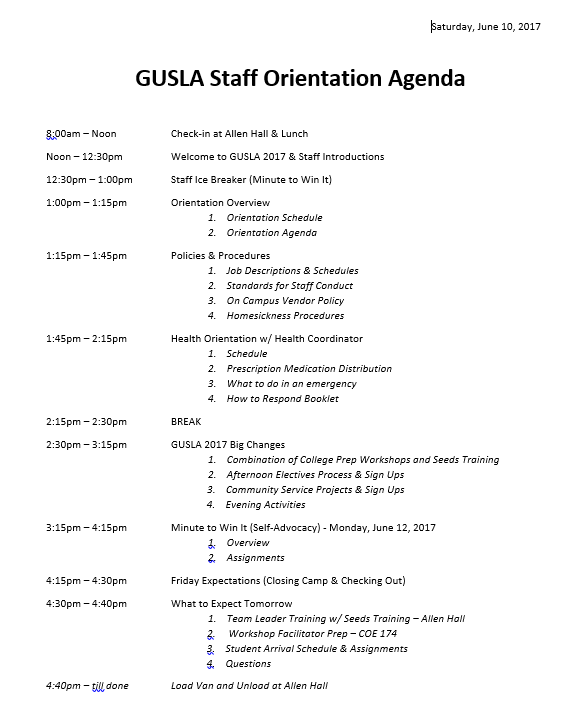 Saturday, June 10, 2017
GUSLA Staff Orientation Agenda
8:00am – Noon Check-in at Allen Hall & Lunch
Noon – 12:30pm Welcome to GUSLA 2017 & Staff Introductions
12:30pm – 1:00pm Staff Ice Breaker (Minute to Win It)
1:00pm – 1:15pm Orientation Overview
1. Orientation Schedule
2. Orientation Agenda
1:15pm – 1:45pm Policies & Procedures
1. Job Descriptions & Schedules
2. Standards for Staff Conduct
3. On Campus Vendor Policy
4. Homesickness Procedures
1:45pm – 2:15pm Health Orientation w/ Health Coordinator
1. Schedule
2. Prescription Medication Distribution
3. What to do in an emergency
4. How to Respond Booklet
2:15pm – 2:30pm BREAK
2:30pm – 3:15pm GUSLA 2017 Big Changes
1. Combination of College Prep Workshops and Seeds Training
2. Afternoon Electives Process & Sign Ups
3. Community Service Projects & Sign Ups
4. Evening Activities
3:15pm – 4:15pm Minute to Win It (Self-Advocacy) - Monday, June 12, 2017
1. Overview
2. Assignments
4:15pm – 4:30pm Friday Expectations (Closing Camp & Checking Out)
4:30pm – 4:40pm What to Expect Tomorrow
1. Team Leader Training w/ Seeds Training – Allen Hall
2. Workshop Facilitator Prep – COE 174
3. Student Arrival Schedule & Assignments
4. Questions
4:40pm – till done Load Van and Unload at Allen Hall